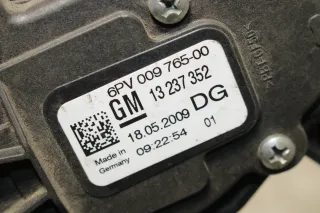 6PV 009 765-00
GM 13 237 352
18.05.2009 DG
Made in
Germany
09:22:54 01